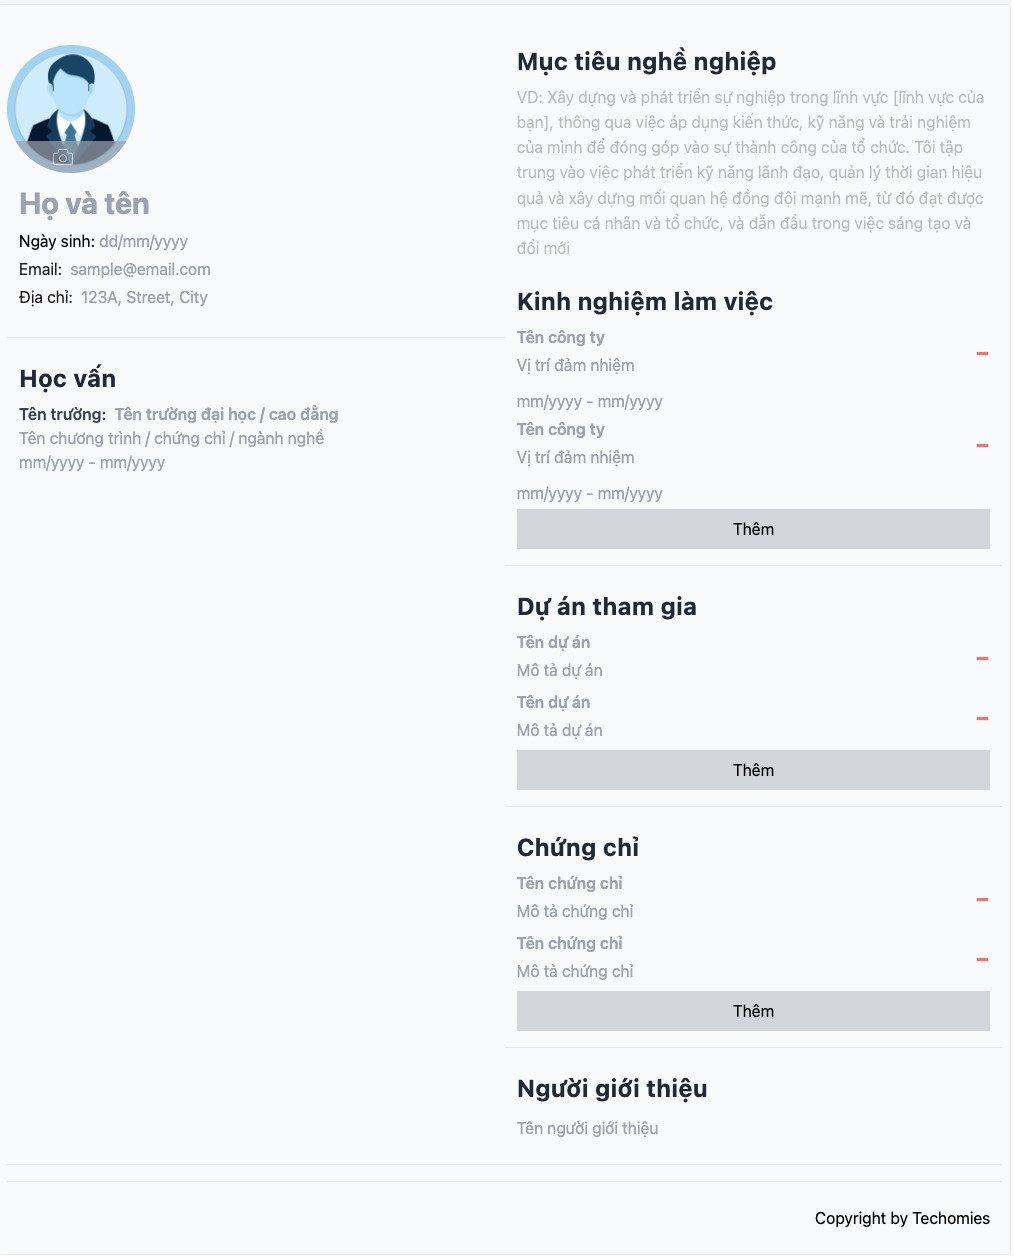 Họ và tên
Ngày sinh: dd/mm/yyyy
Email: sample@email.com
Địa chỉ: 123A, Street, City
Học vấn
Tên trường: Tên trường đại học / cao đẳng
Tên chương trình / chứng chỉ / ngành nghề
mm/yyyy - mm/yyyy
Mục tiêu nghề nghiệp
VD: Xây dựng và phát triển sự nghiệp trong lĩnh vực [lĩnh vực của
bạn], thông qua việc áp dụng kiến thức, kỹ năng và trải nghiệm
của mình để đóng góp vào sự thành công của tổ chức. Tôi tập
trung vào việc phát triển kỹ năng lãnh đạo, quản lý thời gian hiệu
quả và xây dựng mối quan hệ đồng đội mạnh mẽ, từ đó đạt được
mục tiêu cá nhân và tổ chức, và dẫn đầu trong việc sáng tạo và
đổi mới
Kinh nghiệm làm việc
Tên công ty
Vị trí đảm nhiệm
mm/yyyy - mm/yyyy
Tên công ty
Vị trí đảm nhiệm
mm/yyyy - mm/yyyy
Thêm
Dự án tham gia
Tên dự án
Mô tả dự án
Tên dự án
Mô tả dự án
Thêm
Chứng chỉ
Tên chứng chỉ
Mô tả chứng chỉ
Tên chứng chỉ
Mô tả chứng chỉ
Thêm
Người giới thiệu
Tên người giới thiệu
Copyright by Techomies